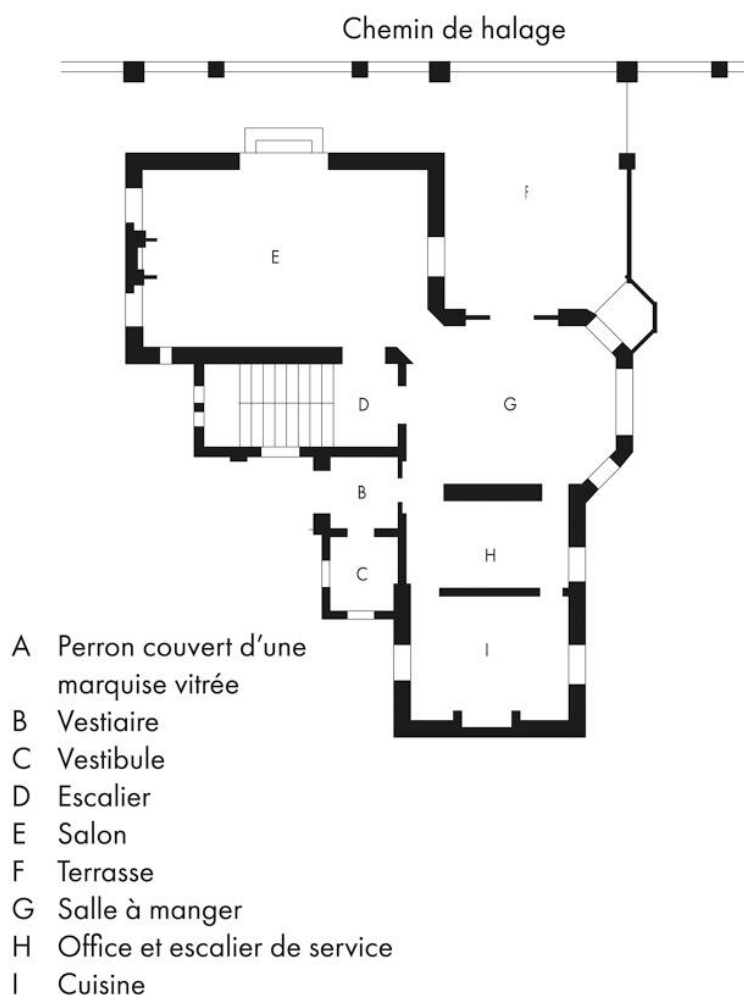 Chemin de halage
F
E
D
G
B
H
C
I
A Perron couvert d'une
marquise vitrée
B Vestiaire
C Vestibule
D Escalier
E Salon
F Terrasse
G Salle à manger
H Office et escalier de service
I Cuisine